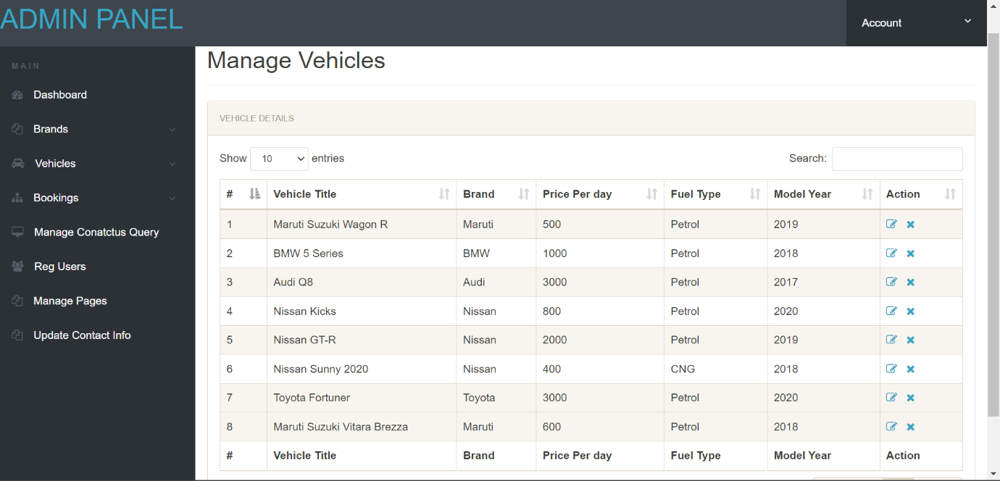 ADMIN PANEL
Account
MAIN
Dashboard
Brands
Vehicles
Bookings
Manage Conatctus Query
Reg Users
Manage Pages
Update Contact Info
Manage Vehicles
VEHICLE DETAILS
Show 10 entries Search:
# Vehicle Title Brand Price Per day Fuel Type Model Year Action
1 Maruti Suzuki Wagon R Maruti 500 Petrol 2019
2 BMW 5 Series BMW 1000 Petrol 2018
3 Audi Q8 Audi 3000 Petrol 2017
4 Nissan Kicks Nissan 800 Petrol 2020
5 Nissan GT-R Nissan 2000 Petrol 2019
6 Nissan Sunny 2020 Nissan 400 CNG 2018
7 Toyota Fortuner Toyota 3000 Petrol 2020
8 Maruti Suzuki Vitara Brezza Maruti 600 Petrol 2018
# Vehicle Title Brand Price Per day Fuel Type Model Year Action